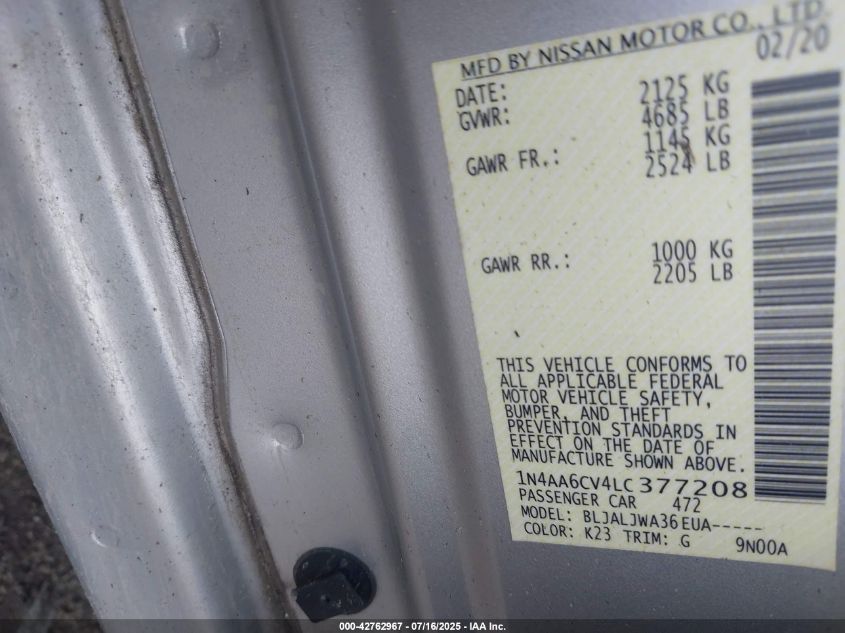 MFD BY NISSAN MOTOR CO., LTD.
DATE: 02/20
GVWR: 2125 KG
4685 LB
GAWR FR.: 1145 KG
2524 LB
GAWR RR.: 1000 KG
2205 LB
THIS VEHICLE CONFORMS TO
ALL APPLICABLE FEDERAL
MOTOR VEHICLE SAFETY,
BUMPER, AND THEFT
PREVENTION STANDARDS IN
EFFECT ON THE DATE OF
MANUFACTURE SHOWN ABOVE.
1N4AA6CV4LC377208
PASSENGER CAR 472
MODEL: BLJALJWA36EUA-----
COLOR: K23 TRIM: G 9N00A
000-42762967 - 07/16/2025 - IAA Inc.